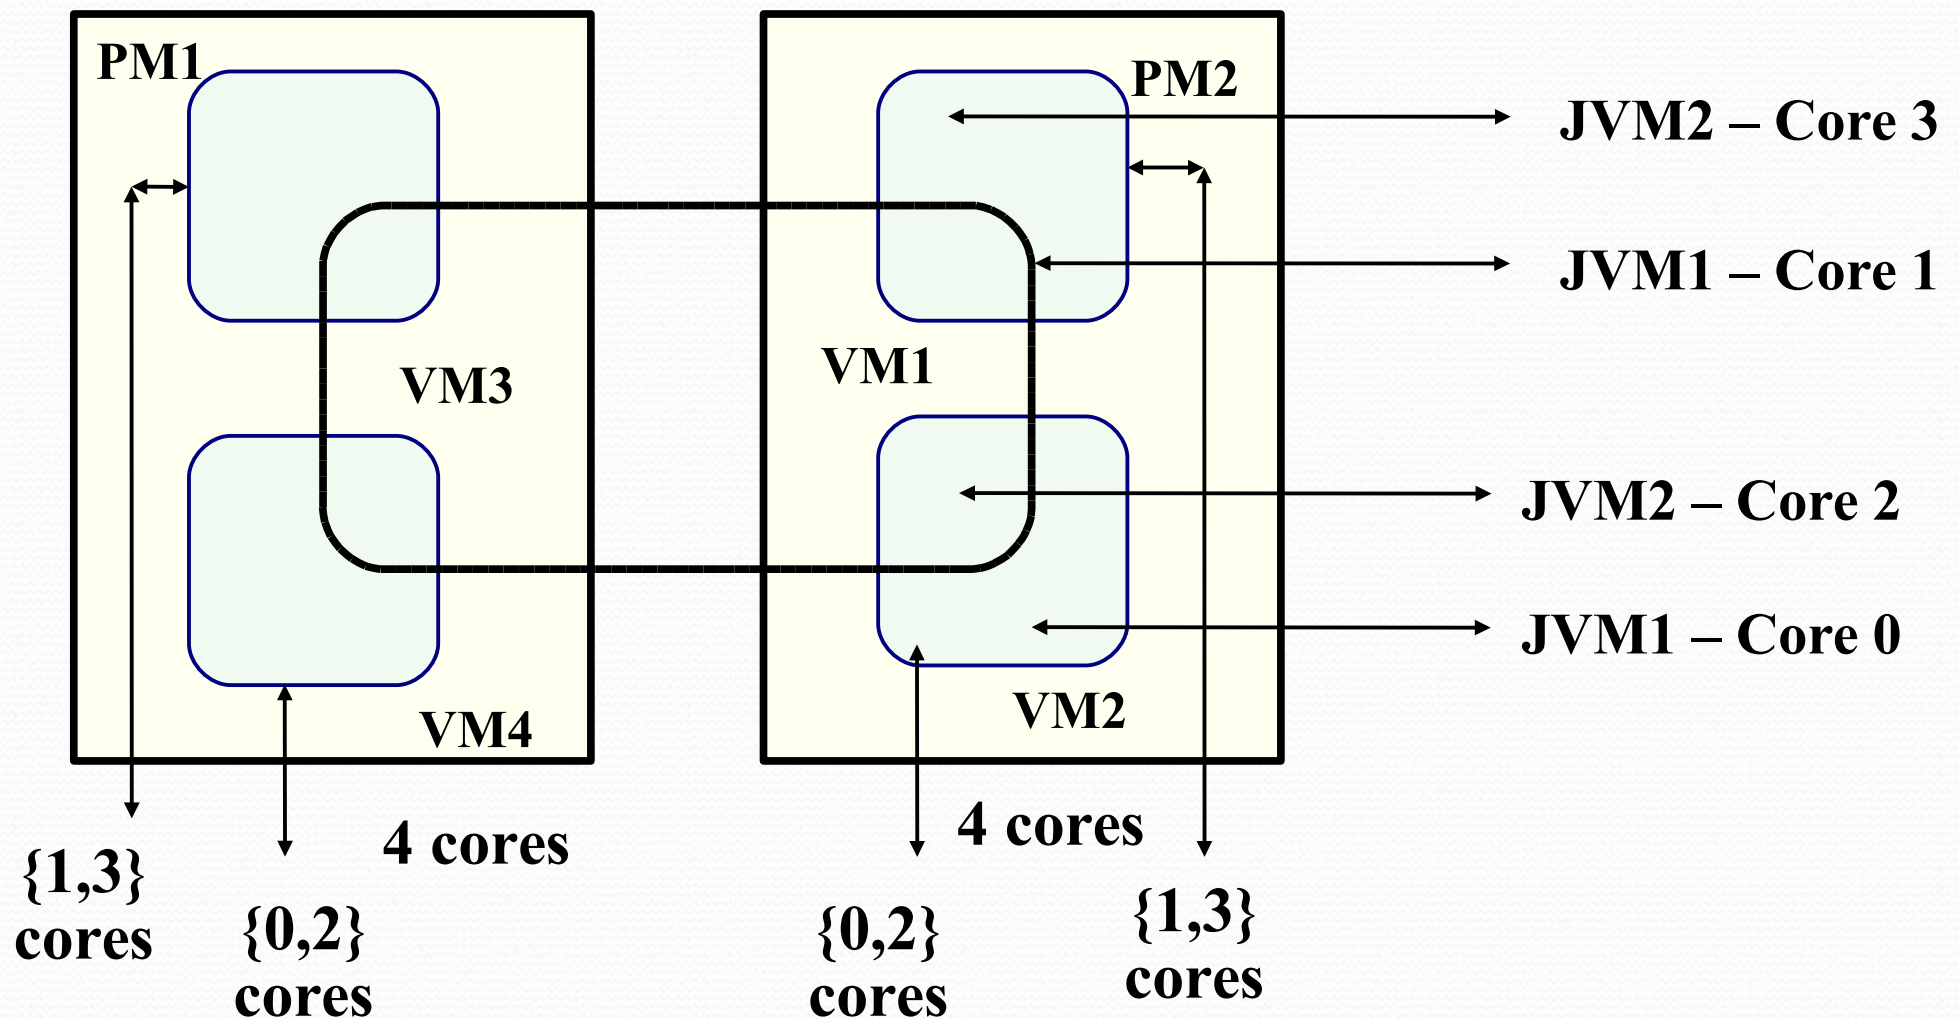 PM1
PM2
JVM2 – Core 3
JVM1 – Core 1
VM3
VM1
JVM2 – Core 2
JVM1 – Core 0
VM4
VM2
4 cores
4 cores
{1,3}
cores
{0,2}
cores
{0,2}
cores
{1,3}
cores